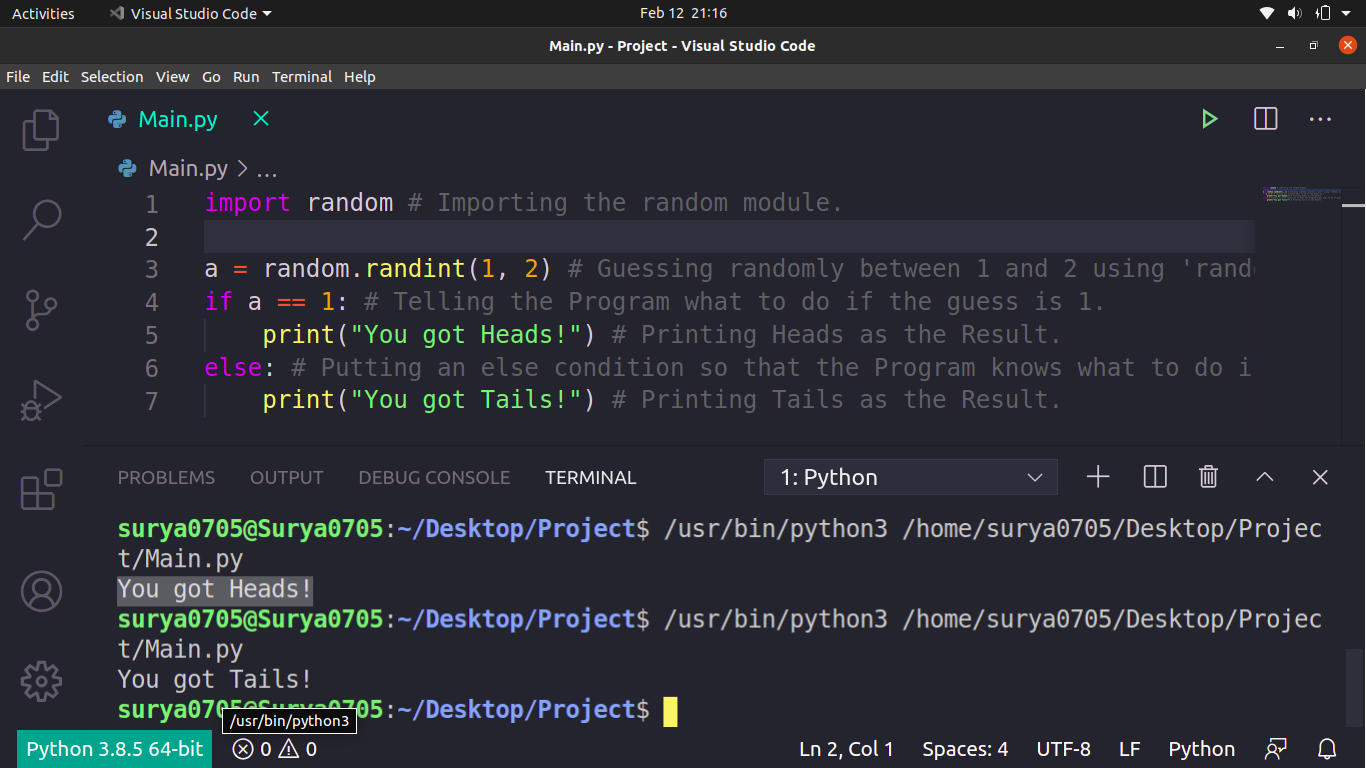 Activities Visual Studio Code Feb 12 21:16
Main.py - Project - Visual Studio Code
File Edit Selection View Go Run Terminal Help
Main.py
Main.py > ...
1 import random # Importing the random module.
2
3 a = random.randint(1, 2) # Guessing randomly between 1 and 2 using 'rand
4 if a == 1: # Telling the Program what to do if the guess is 1.
5 print("You got Heads!") # Printing Heads as the Result.
6 else: # Putting an else condition so that the Program knows what to do i
7 print("You got Tails!") # Printing Tails as the Result.
PROBLEMS OUTPUT DEBUG CONSOLE TERMINAL 1: Python
surya0705@Surya0705:~/Desktop/Project$ /usr/bin/python3 /home/surya0705/Desktop/Projec
t/Main.py
You got Heads!
surya0705@Surya0705:~/Desktop/Project$ /usr/bin/python3 /home/surya0705/Desktop/Projec
t/Main.py
You got Tails!
surya0705@Surya0705:~/Desktop/Project$
/usr/bin/python3
Python 3.8.5 64-bit 0 0 Ln 2, Col 1 Spaces: 4 UTF-8 LF Python